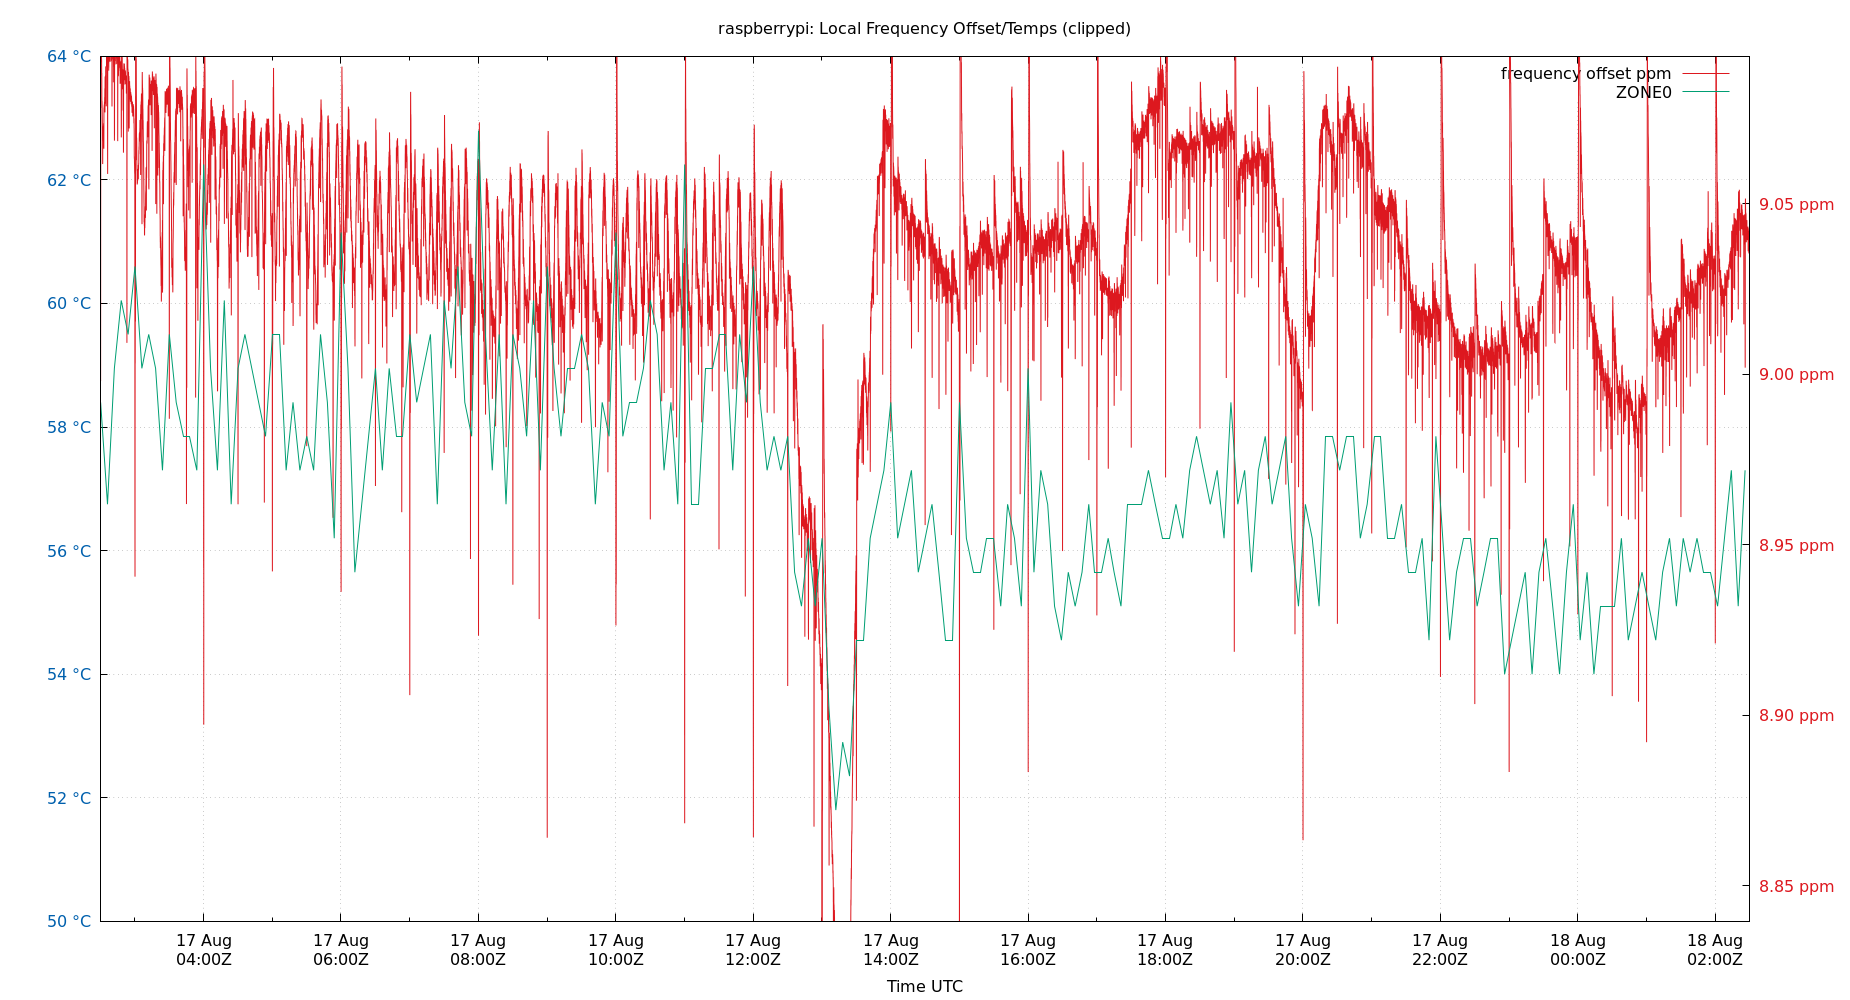 raspberrypi: Local Frequency Offset/Temps (clipped)
64 °C
62 °C
60 °C
58 °C
56 °C
54 °C
52 °C
50 °C
frequency offset ppm
ZONE0
9.05 ppm
9.00 ppm
8.95 ppm
8.90 ppm
8.85 ppm
17 Aug
04:00Z
17 Aug
06:00Z
17 Aug
08:00Z
17 Aug
10:00Z
17 Aug
12:00Z
17 Aug
14:00Z
17 Aug
16:00Z
17 Aug
18:00Z
17 Aug
20:00Z
17 Aug
22:00Z
18 Aug
00:00Z
18 Aug
02:00Z
Time UTC